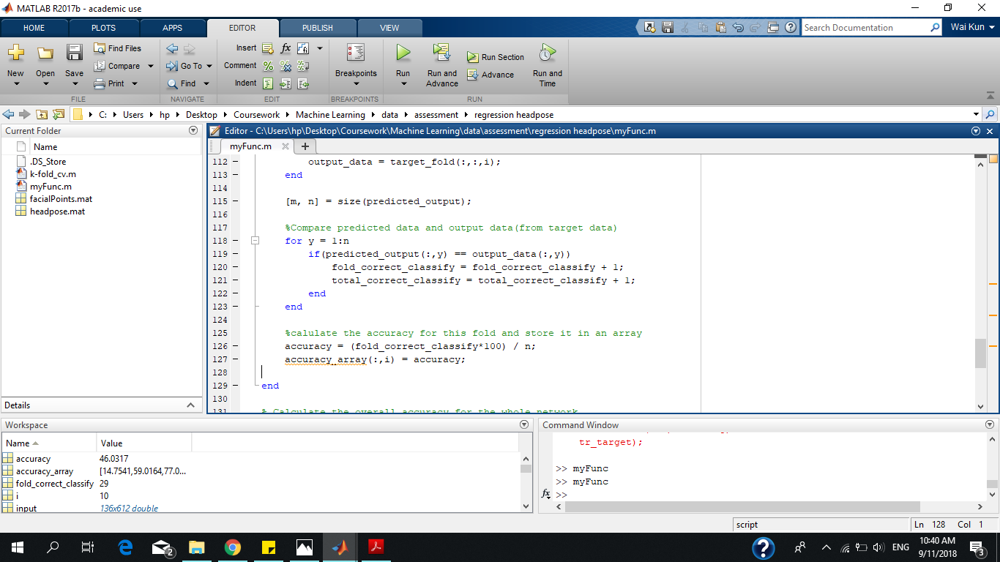 MATLAB R2017b - academic use
HOME PLOTS APPS EDITOR PUBLISH VIEW Search Documentation Wai Kun
New Open Save Find Files Compare Print Go To Find Insert fx Comment Indent Breakpoints Run Run and Advance Run Section Advance Run and Time
FILE NAVIGATE EDIT BREAKPOINTS RUN
C: Users hp Desktop Coursework Machine Learning data assessment regression headpose
Current Folder
Name
.DS_Store
k-fold_cv.m
myFunc.m
facialPoints.mat
headpose.mat
Details
Editor - C:\Users\hp\Desktop\Coursework\Machine Learning\data\assessment\regression headpose\myFunc.m
myFunc.m
112 output_data = target_fold(:,:,i);
113 end
114
115 [m, n] = size(predicted_output);
116
117 %Compare predicted data and output data(from target data)
118 for y = 1:n
119 if(predicted_output(:,y) == output_data(:,y))
120 fold_correct_classify = fold_correct_classify + 1;
121 total_correct_classify = total_correct_classify + 1;
122 end
123 end
124
125 %calulate the accuracy for this fold and store it in an array
126 accuracy = (fold_correct_classify*100) / n;
127 accuracy_array(:,i) = accuracy;
128
129 end
130
131 % Calculate the overall accuracy for the whole network
Workspace
Name Value
accuracy 46.0317
accuracy_array [14.7541,59.0164,77.0...
fold_correct_classify 29
i 10
input 136x612 double
Command Window
tr_target);
>> myFunc
>> myFunc
fx >>
script Ln 128 Col 1
2 ENG 10:40 AM
9/11/2018 3